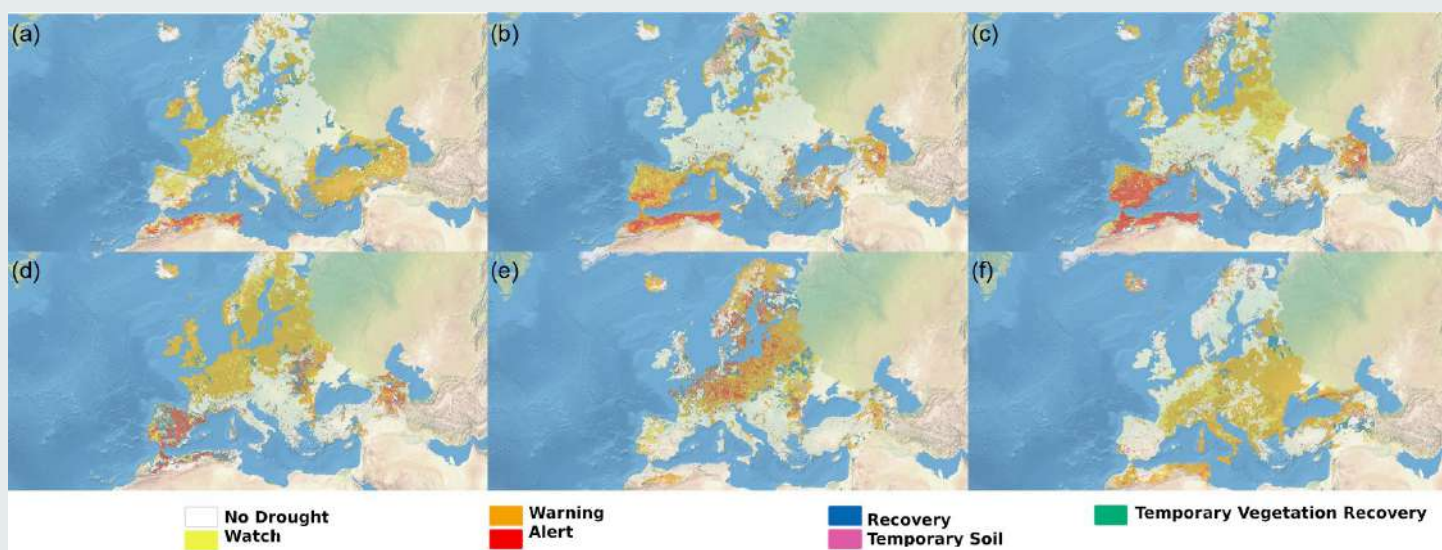 (a)
(b)
(c)
(d)
(e)
(f)
No Drought
Watch
Warning
Alert
Recovery
Temporary Soil
Temporary Vegetation Recovery